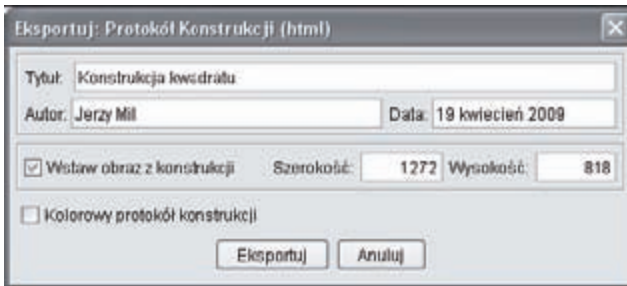 Eksportuj: Protokół Konstrukcji (html)
Tytuł: Konstrukcja kwadratu
Autor: Jerzy Mil Data: 19 kwiecień 2009
Wstaw obraz z konstrukcji Szerokość: 1272 Wysokość: 818
Kolorowy protokół konstrukcji
Eksportuj Anuluj